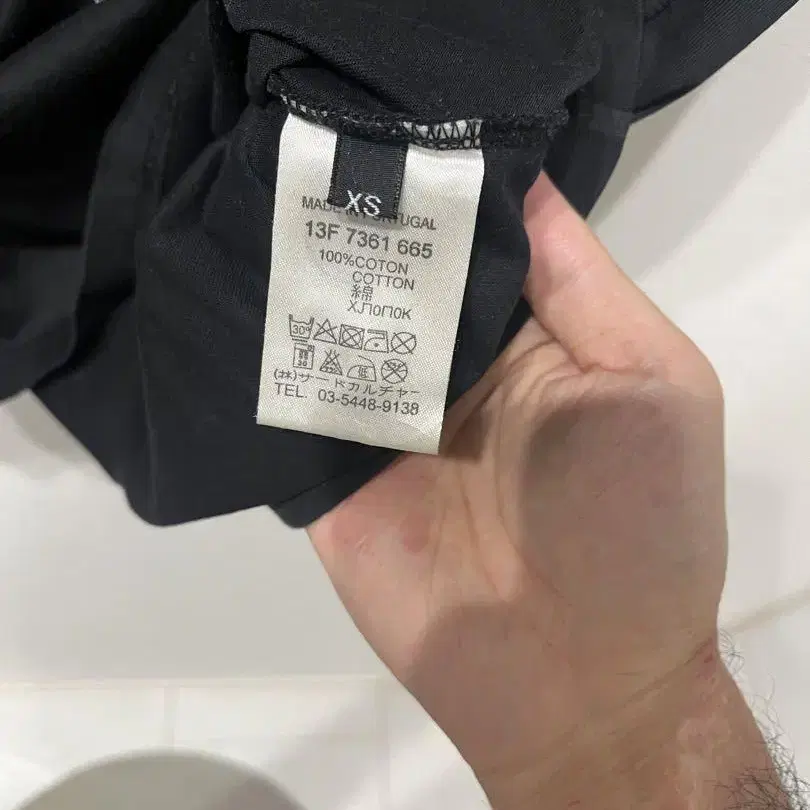 XS
MADE IN PORTUGAL
13F 7361 665
100%COTON
COTTON
綿
ХЛОПОК
30°
低
(株)サードカルチャー
TEL. 03-5448-9138